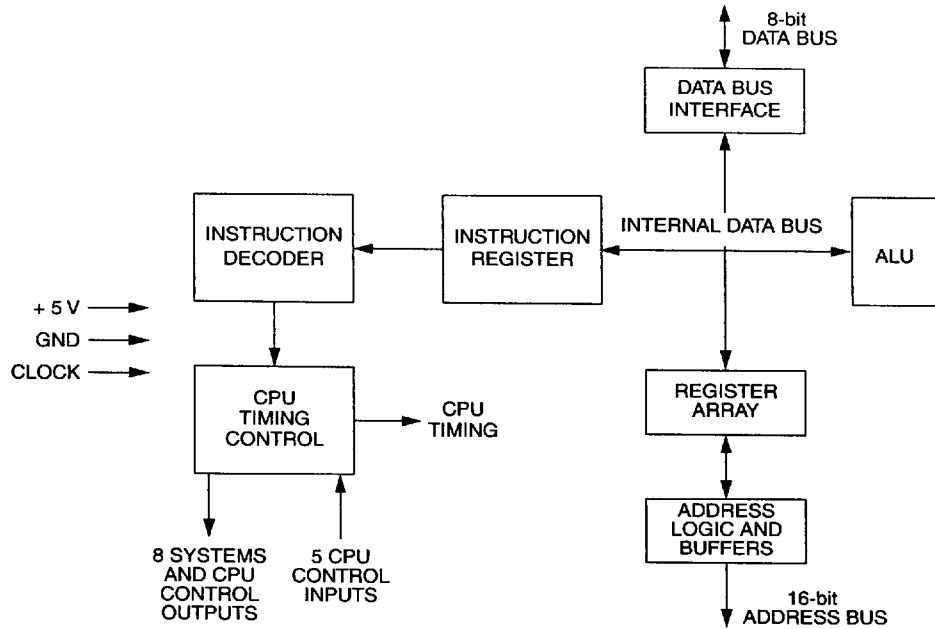 8-bit
DATA BUS
DATA BUS
INTERFACE
INSTRUCTION
DECODER
INSTRUCTION
REGISTER
INTERNAL DATA BUS
ALU
+ 5 V
GND
CLOCK
CPU
TIMING
CONTROL
CPU
TIMING
REGISTER
ARRAY
ADDRESS
LOGIC AND
BUFFERS
8 SYSTEMS
AND CPU
CONTROL
OUTPUTS
5 CPU
CONTROL
INPUTS
16-bit
ADDRESS BUS